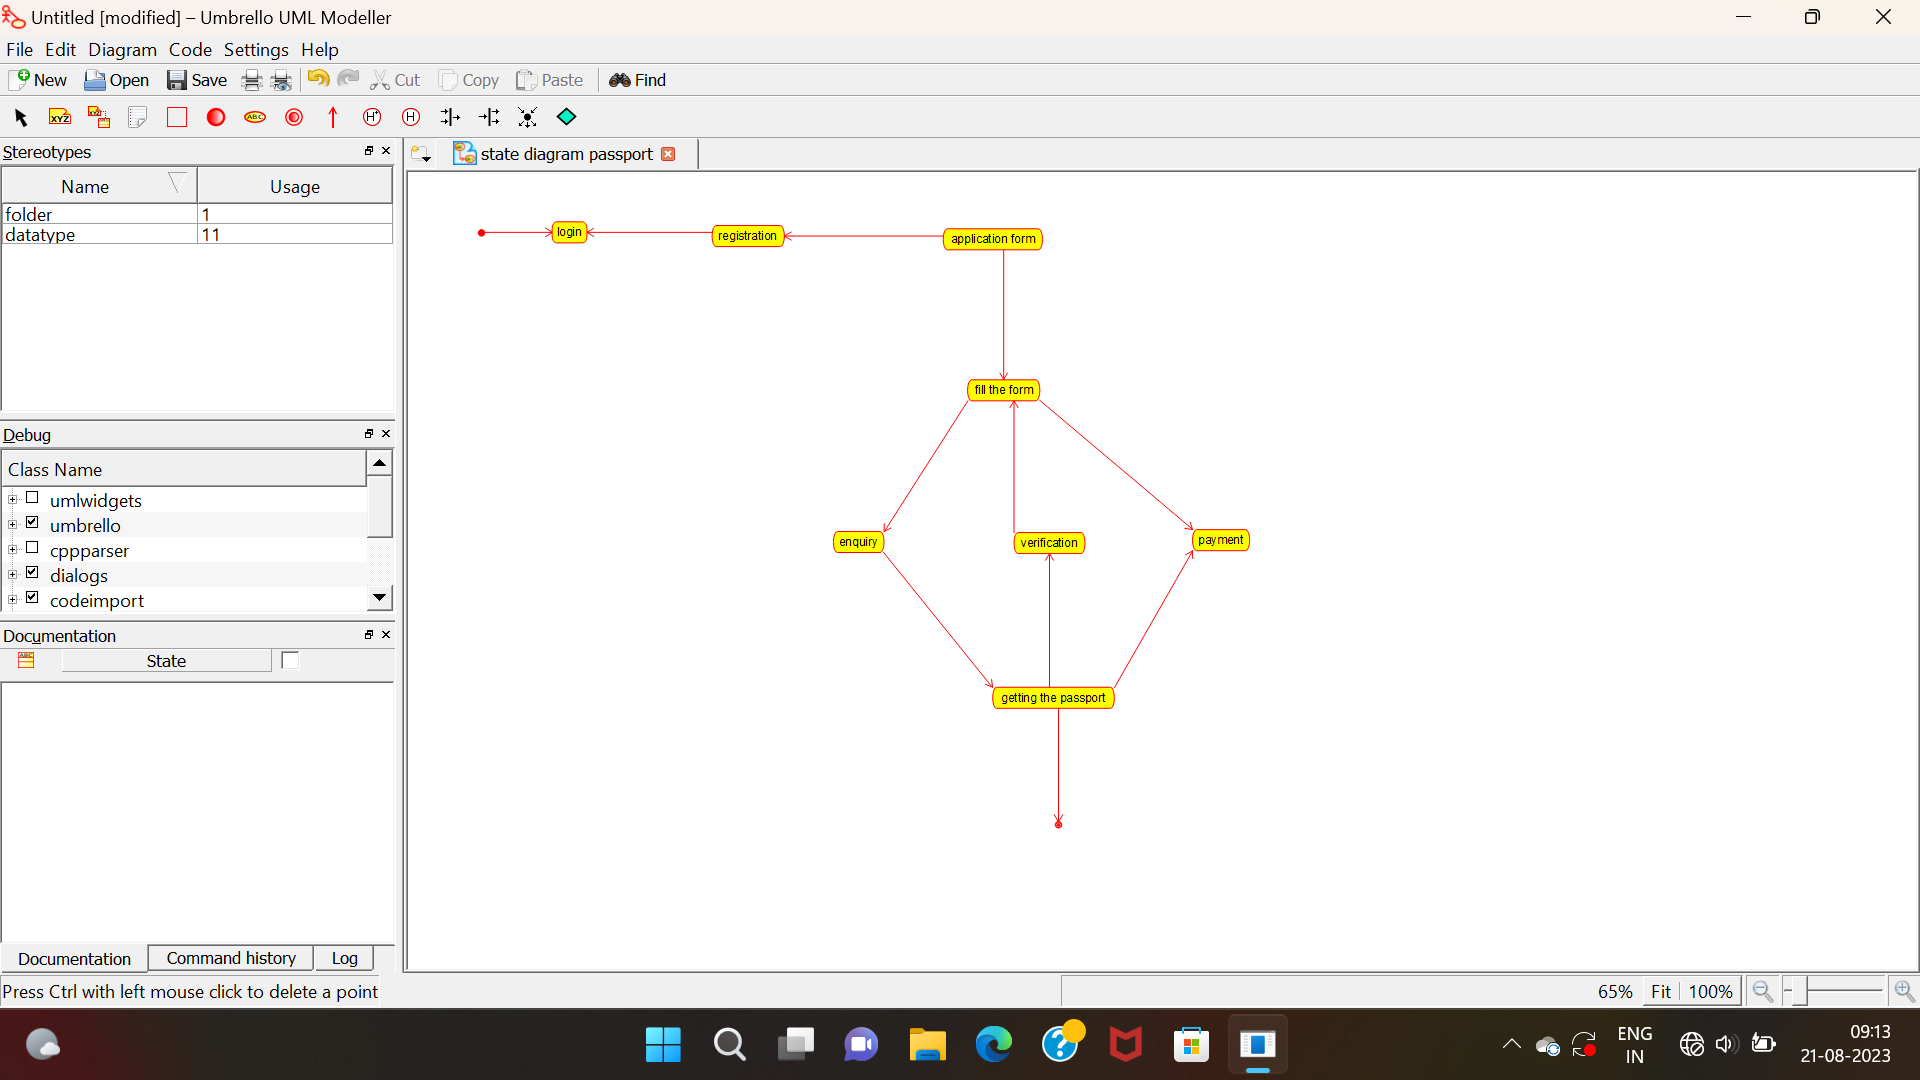 Untitled [modified] – Umbrello UML Modeller
File Edit Diagram Code Settings Help
New Open Save Cut Copy Paste Find
XYZ XYZ ABC H* H
Stereotypes
state diagram passport
Name Usage
folder 1
datatype 11
login
registration
application form
fill the form
Debug
Class Name
umlwidgets
umbrello
cppparser
dialogs
codeimport
enquiry
verification
payment
Documentation
State
getting the passport
Documentation Command history Log
Press Ctrl with left mouse click to delete a point
65% Fit 100%
ENG
IN
09:13
21-08-2023